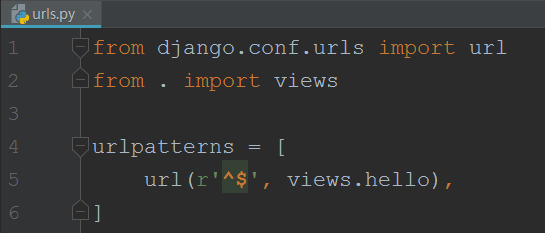 urls.py
1 from django.conf.urls import url
2 from . import views
3
4 urlpatterns = [
5     url(r'^$', views.hello),
6 ]